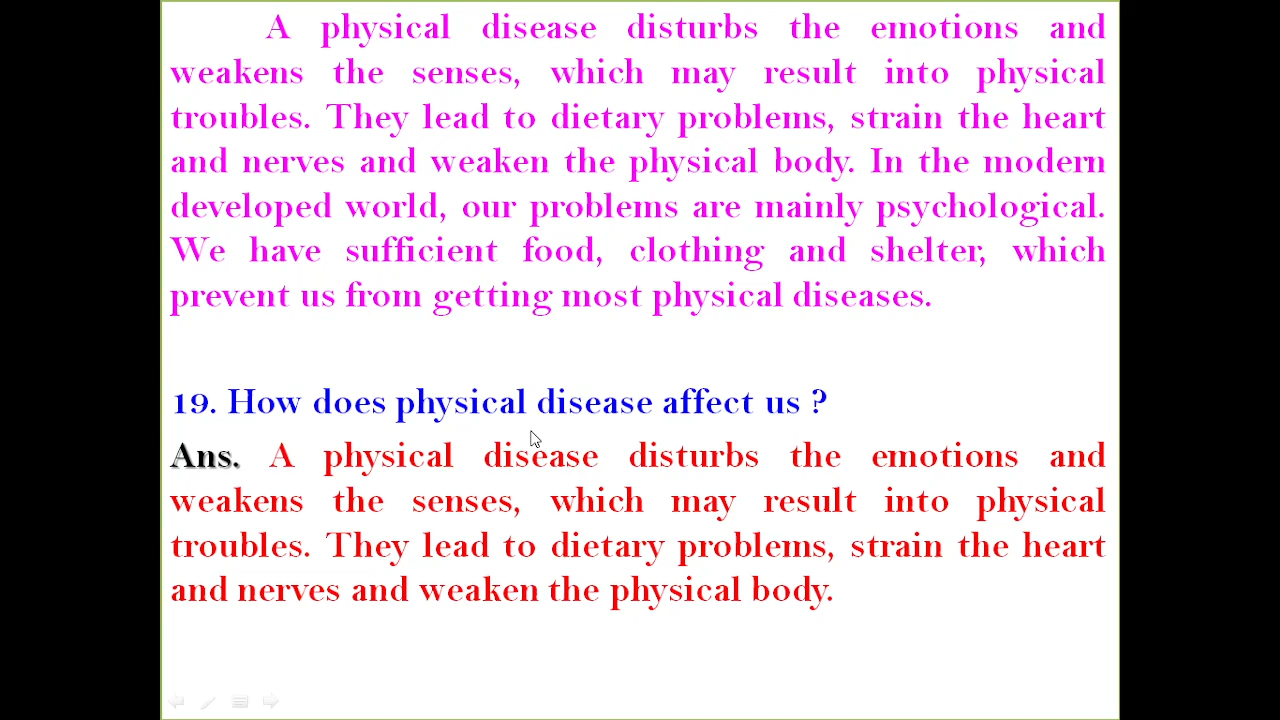 A physical disease disturbs the emotions and
weakens the senses, which may result into physical
troubles. They lead to dietary problems, strain the heart
and nerves and weaken the physical body. In the modern
developed world, our problems are mainly psychological.
We have sufficient food, clothing and shelter, which
prevent us from getting most physical diseases.
19. How does physical disease affect us ?
Ans. A physical disease disturbs the emotions and
weakens the senses, which may result into physical
troubles. They lead to dietary problems, strain the heart
and nerves and weaken the physical body.